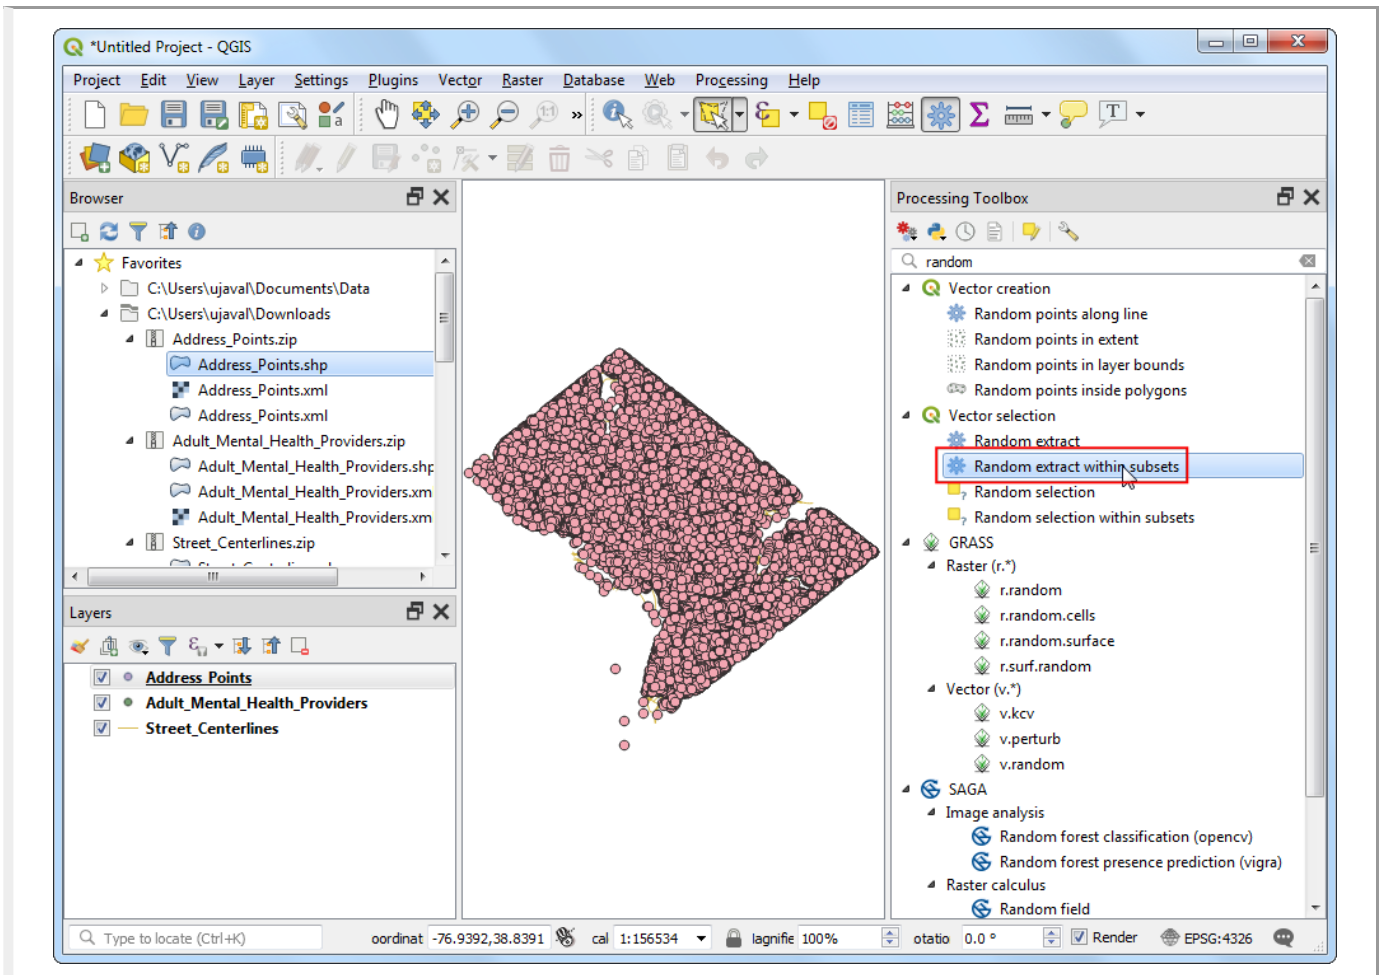 *Untitled Project - QGIS
Project Edit View Layer Settings Plugins Vector Raster Database Web Processing Help
Browser
Favorites
C:\Users\ujaval\Documents\Data
C:\Users\ujaval\Downloads
Address_Points.zip
Address_Points.shp
Address_Points.xml
Address_Points.xml
Adult_Mental_Health_Providers.zip
Adult_Mental_Health_Providers.shp
Adult_Mental_Health_Providers.xm
Adult_Mental_Health_Providers.xm
Street_Centerlines.zip
Layers
Address Points
Adult_Mental_Health_Providers
Street_Centerlines
Processing Toolbox
random
Vector creation
Random points along line
Random points in extent
Random points in layer bounds
Random points inside polygons
Vector selection
Random extract
Random extract within subsets
Random selection
Random selection within subsets
GRASS
Raster (r.*)
r.random
r.random.cells
r.random.surface
r.surf.random
Vector (v.*)
v.kcv
v.perturb
v.random
SAGA
Image analysis
Random forest classification (opencv)
Random forest presence prediction (vigra)
Raster calculus
Random field
Type to locate (Ctrl+K) oordinat -76.9392,38.8391 cal 1:156534 lagnifie 100% otatio 0.0 ° Render EPSG:4326